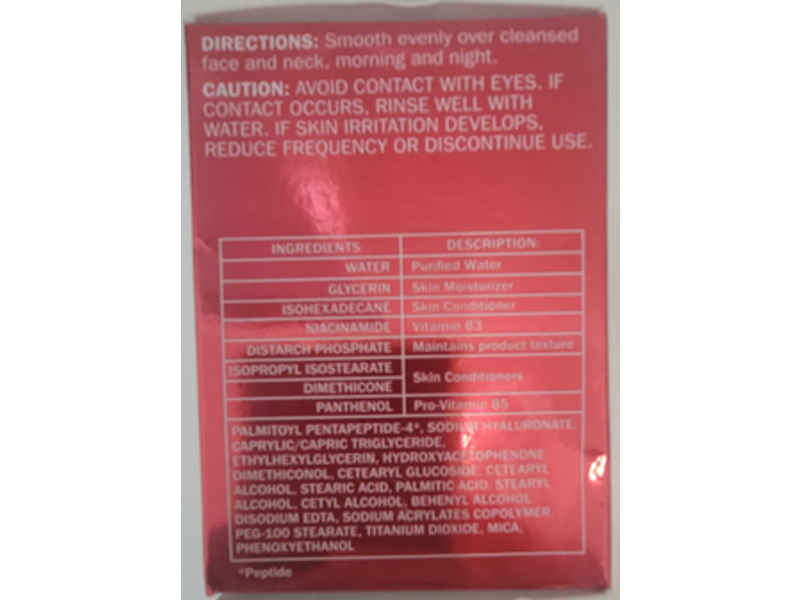 DIRECTIONS: Smooth evenly over cleansed
face and neck, morning and night.
CAUTION: AVOID CONTACT WITH EYES. IF
CONTACT OCCURS, RINSE WELL WITH
WATER. IF SKIN IRRITATION DEVELOPS,
REDUCE FREQUENCY OR DISCONTINUE USE.
INGREDIENTS: DESCRIPTION:
WATER Purified Water
GLYCERIN Skin Moisturizer
ISOHEXADECANE Skin Conditioner
NIACINAMIDE Vitamin B3
DISTARCH PHOSPHATE Maintains product texture
ISOPROPYL ISOSTEARATE
DIMETHICONE Skin Conditioners
PANTHENOL Pro-Vitamin B5
PALMITOYL PENTAPEPTIDE-4*, SODIUM HYALURONATE,
CAPRYLIC/CAPRIC TRIGLYCERIDE,
ETHYLHEXYLGLYCERIN, HYDROXYACETOPHENONE
DIMETHICONOL, CETEARYL GLUCOSIDE, CETEARYL
ALCOHOL, STEARIC ACID, PALMITIC ACID, STEARYL
ALCOHOL, CETYL ALCOHOL, BEHENYL ALCOHOL
DISODIUM EDTA, SODIUM ACRYLATES COPOLYMER
PEG-100 STEARATE, TITANIUM DIOXIDE, MICA,
PHENOXYETHANOL
*Peptide